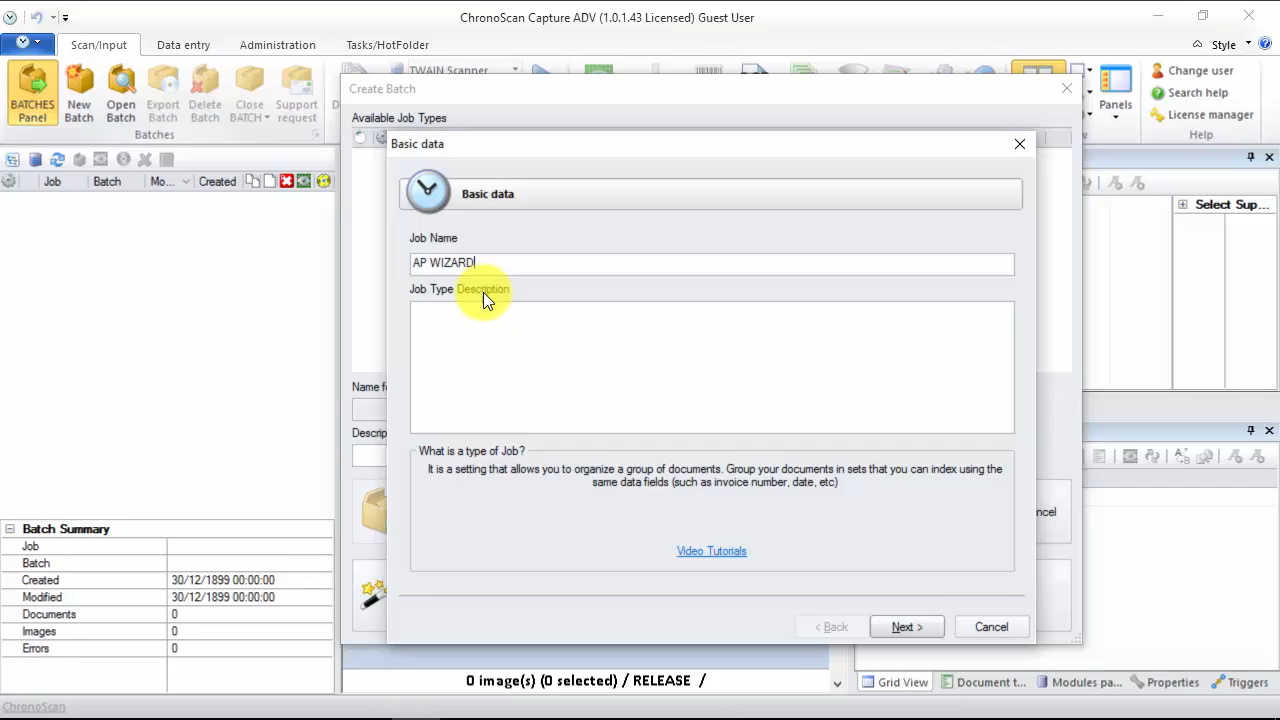 ChronoScan Capture ADV (1.0.1.43 Licensed) Guest User
Scan/Input Data entry Administration Tasks/HotFolder Style
BATCHES Panel
New Batch
Open Batch
Export Batch
Delete Batch
Close BATCH
Support request
Batches
TWAIN Scanner
Panels
Change user
Search help
License manager
Help
Create Batch
Available Job Types
Job Batch Mo... Created
Basic data
Basic data
Job Name
AP WIZARD
Job Type Description
Name fo
Descrip
What is a type of Job?
It is a setting that allows you to organize a group of documents. Group your documents in sets that you can index using the
same data fields (such as invoice number, date, etc)
Video Tutorials
< Back Next > Cancel
ncel
Select Sup...
Batch Summary
Job
Batch
Created 30/12/1899 00:00:00
Modified 30/12/1899 00:00:00
Documents 0
Images 0
Errors 0
0 image(s) (0 selected) / RELEASE /
Grid View Document t... Modules pa... Properties Triggers
ChronoScan